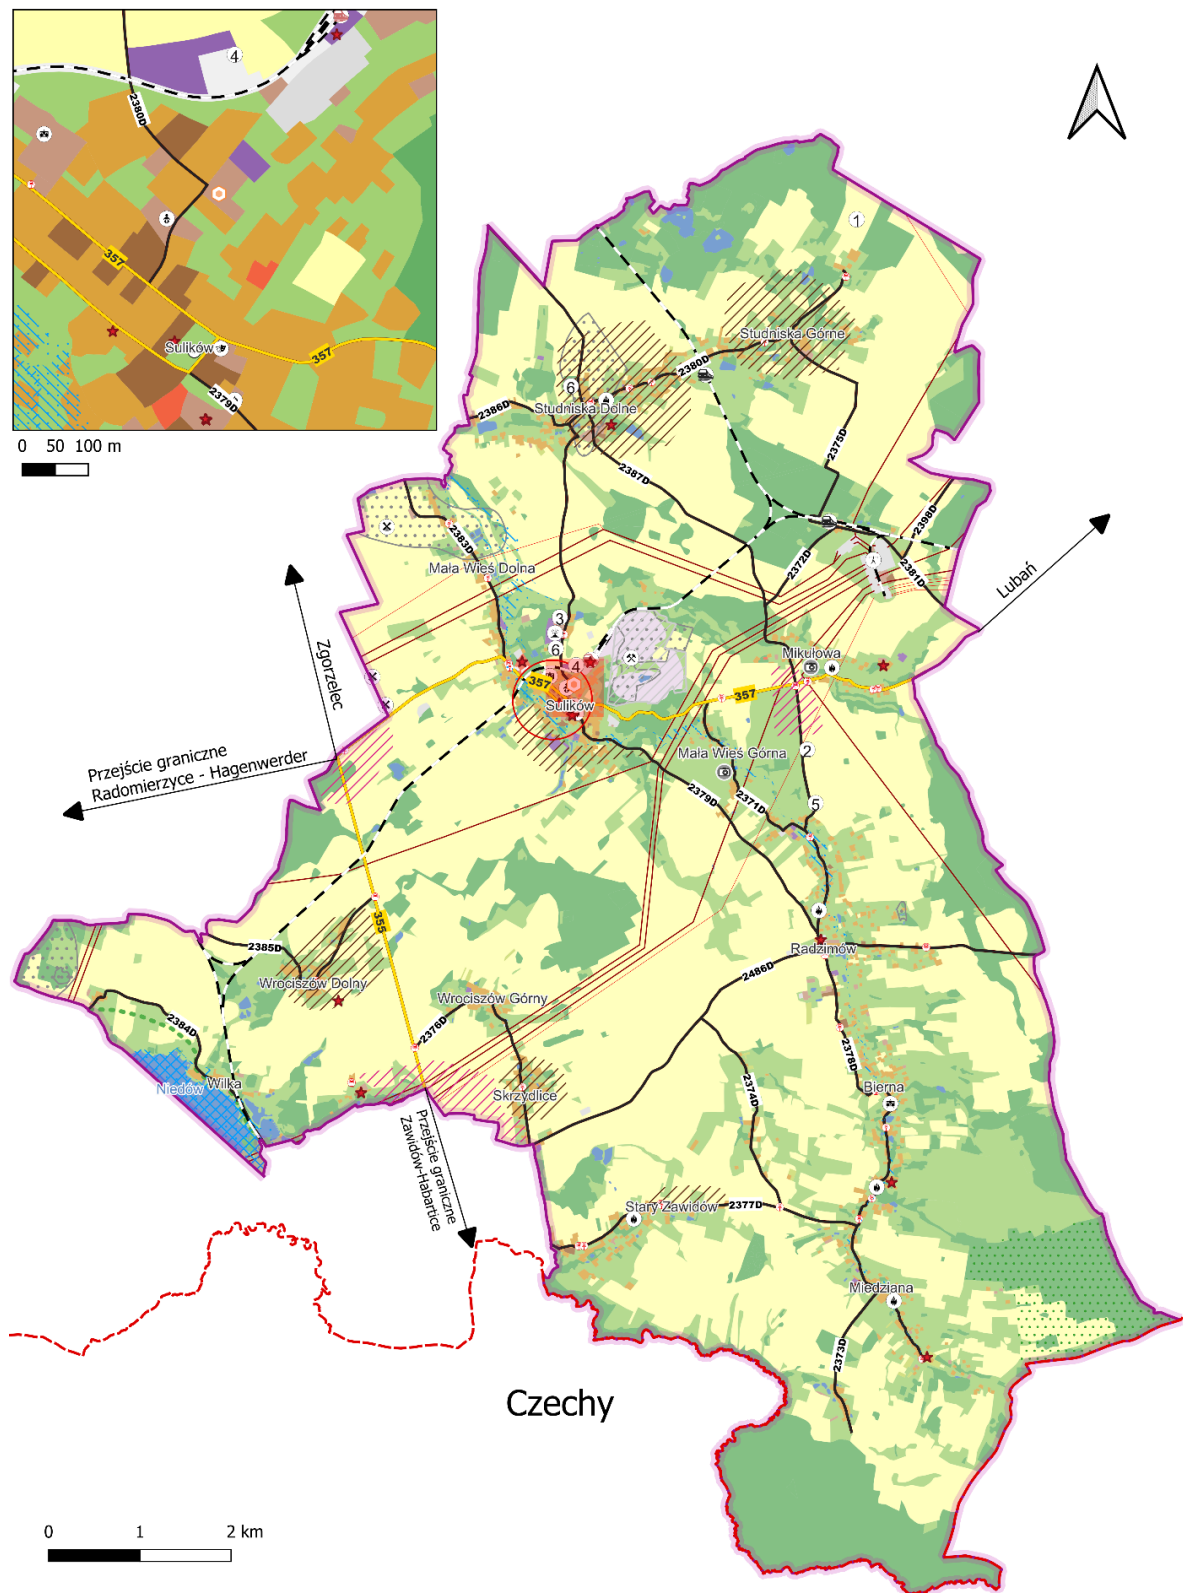 4
2380D
357
357
Sulików
2379D
0 50 100 m
1
Studniska Górne
2380D
6
Studniska Dolne
2386D
2375D
2387D
2398D
2383D
2372D
2381D
Mała Wieś Dolna
Lubań
Zgorzelec
3
6
Mikułowa
4
357
357
Sulików
Mała Wieś Górna
2
Przejście graniczne
Radomierzyce - Hagenwerder
2379D
2371D
5
355
2385D
Radzimów
Wrociszów Dolny
2486D
Wrociszów Górny
2384D
2376D
2378D
Niedów
Wilka
2374D
Bierna
Skrzydlice
Przejście graniczne
Zawidów-Habartice
Stary Zawidów
2377D
Miedziana
2373D
Czechy
0 1 2 km